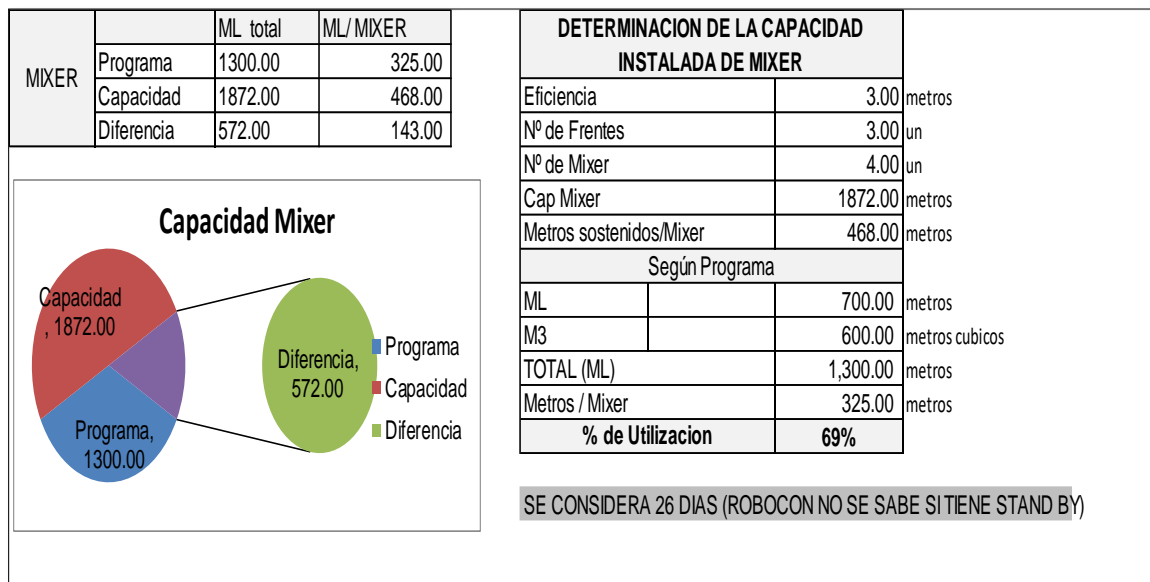 ML total ML/ MIXER
MIXER
Programa 1300.00 325.00
Capacidad 1872.00 468.00
Diferencia 572.00 143.00
Capacidad Mixer
Capacidad
, 1872.00
Programa,
1300.00
Diferencia,
572.00
Programa
Capacidad
Diferencia
DETERMINACION DE LA CAPACIDAD
INSTALADA DE MIXER
Eficiencia 3.00 metros
Nº de Frentes 3.00 un
Nº de Mixer 4.00 un
Cap Mixer 1872.00 metros
Metros sostenidos/Mixer 468.00 metros
Según Programa
ML 700.00 metros
M3 600.00 metros cubicos
TOTAL (ML) 1,300.00 metros
Metros / Mixer 325.00 metros
% de Utilizacion 69%
SE CONSIDERA 26 DIAS (ROBOCON NO SE SABE SI TIENE STAND BY)